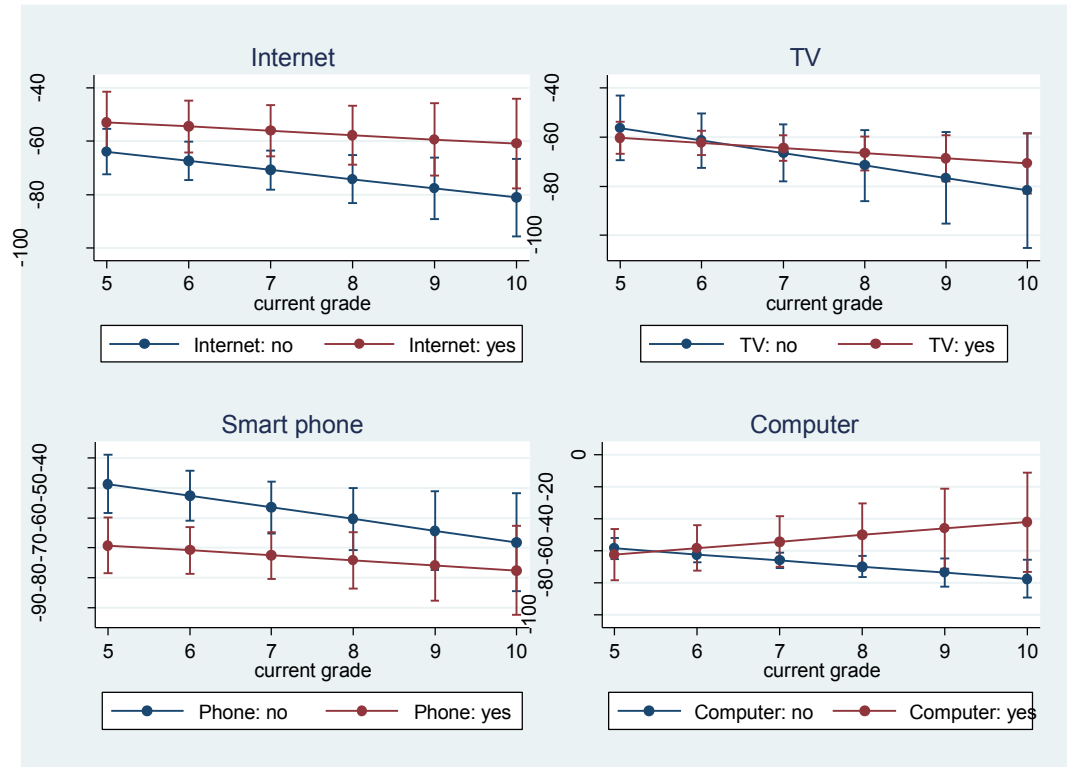 Internet
-40
-60
-80
-100
5 6 7 8 9 10
current grade
Internet: no Internet: yes
TV
-40
-60
-80
-100
5 6 7 8 9 10
current grade
TV: no TV: yes
Smart phone
-40
-50
-60
-70
-80
-90
5 6 7 8 9 10
current grade
Phone: no Phone: yes
Computer
0
-20
-40
-60
-80
-100
5 6 7 8 9 10
current grade
Computer: no Computer: yes